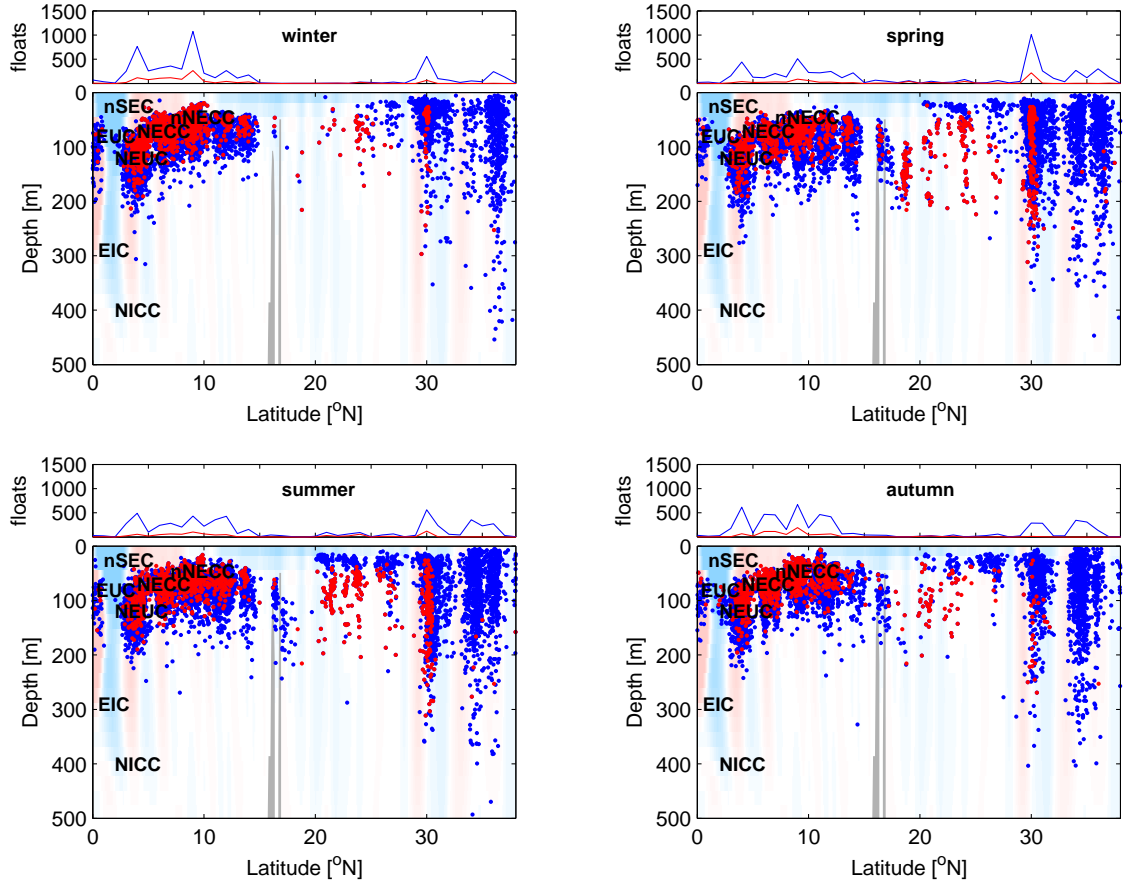 1500
1000
500
floats
winter
0
100
200
300
400
500
Depth [m]
nSEC
nNECC
EUC
NECC
NEUC
EIC
NICC
0 10 20 30
Latitude [oN]
1500
1000
500
floats
spring
0
100
200
300
400
500
Depth [m]
nSEC
nNECC
EUC
NECC
NEUC
EIC
NICC
0 10 20 30
Latitude [oN]
1500
1000
500
floats
summer
0
100
200
300
400
500
Depth [m]
nSEC
nNECC
EUC
NECC
NEUC
EIC
NICC
0 10 20 30
Latitude [oN]
1500
1000
500
floats
autumn
0
100
200
300
400
500
Depth [m]
nSEC
nNECC
EUC
NECC
NEUC
EIC
NICC
0 10 20 30
Latitude [oN]